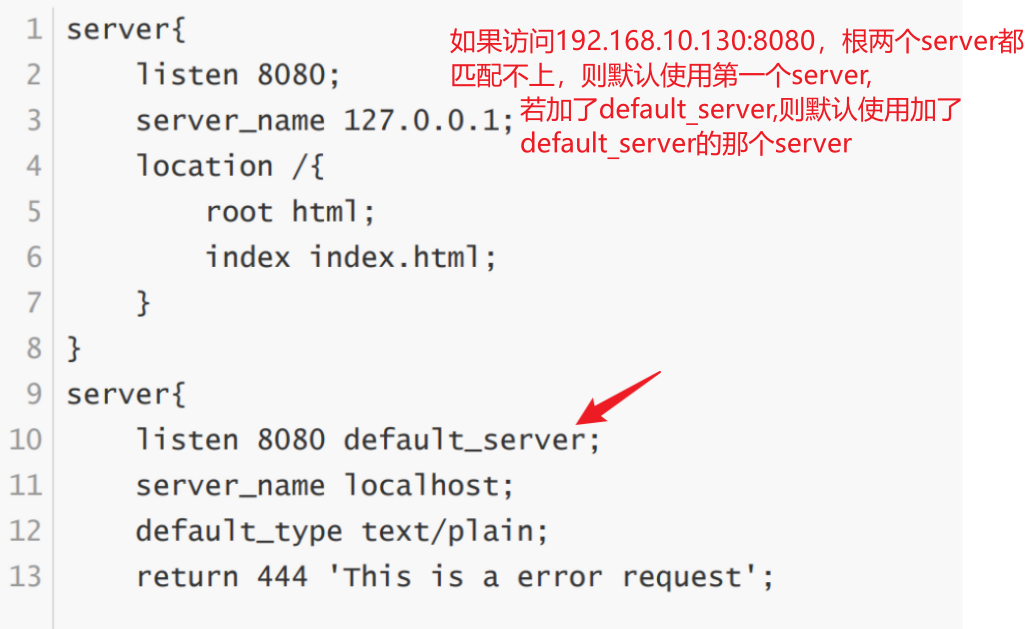 1 server{
如果访问192.168.10.130:8080，根两个server都
2 listen 8080;
匹配不上，则默认使用第一个server,
3 server_name 127.0.0.1;
若加了default_server,则默认使用加了
default_server的那个server
4 location /{
5 root html;
6 index index.html;
7 }
8 }
9 server{
10 listen 8080 default_server;
11 server_name localhost;
12 default_type text/plain;
13 return 444 'This is a error request';